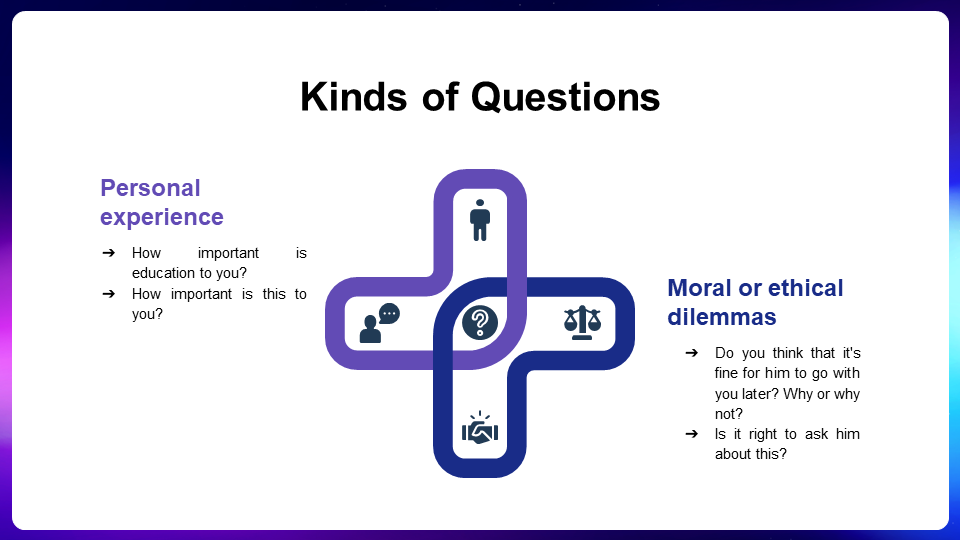 Kinds of Questions
Personal
experience
➔ How important is
education to you?
➔ How important is this to
you?
Moral or ethical
dilemmas
➔ Do you think that it's
fine for him to go with
you later? Why or why
not?
➔ Is it right to ask him
about this?